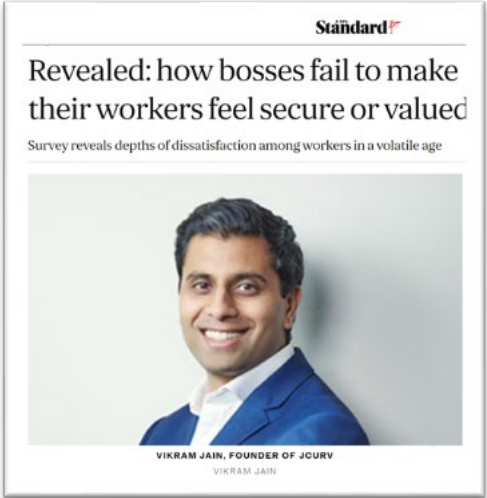 The
Standard
Revealed: how bosses fail to make
their workers feel secure or valued
Survey reveals depths of dissatisfaction among workers in a volatile age
VIKRAM JAIN, FOUNDER OF JCURV
VIKRAM JAIN